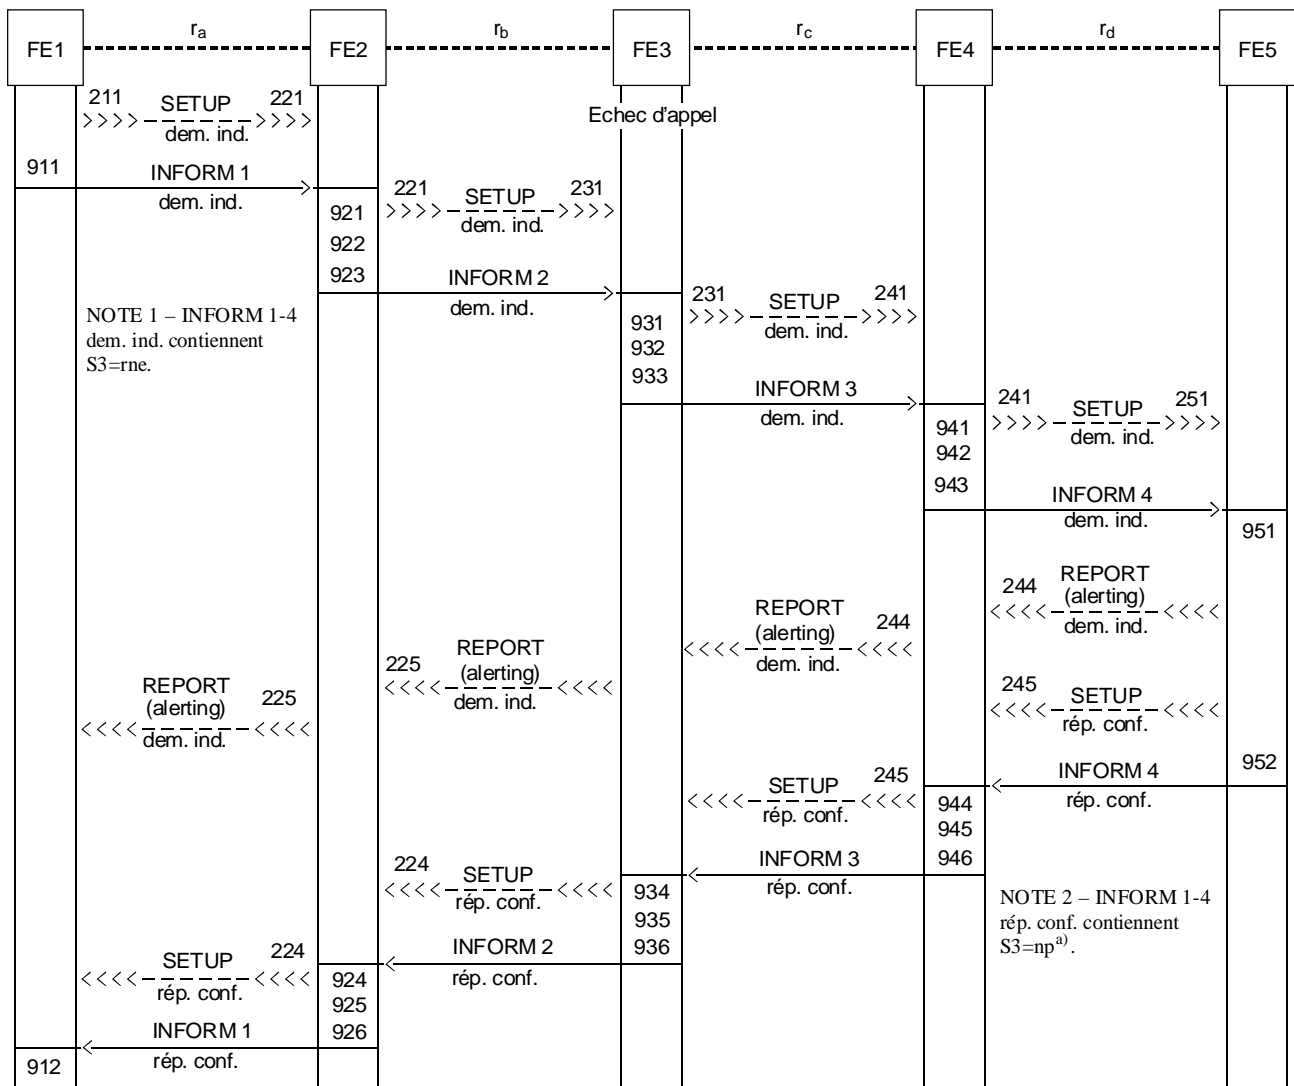 FE1 ra FE2 rb FE3 rc FE4 rd FE5
211 SETUP 221
dem. ind.
Echec d'appel
911 INFORM 1
dem. ind.
221 SETUP 231
dem. ind.
921
922
923 INFORM 2
dem. ind.
231 SETUP 241
dem. ind.
NOTE 1 – INFORM 1-4
dem. ind. contiennent
S3=rne.
931
932
933 INFORM 3
dem. ind.
241 SETUP 251
dem. ind.
941
942
943 INFORM 4
dem. ind.
951
REPORT
244 (alerting)
dem. ind.
REPORT
(alerting) 244
dem. ind.
REPORT
225 (alerting)
dem. ind.
REPORT
(alerting) 225
dem. ind.
245 SETUP
rép. conf.
INFORM 4 952
rép. conf.
SETUP 245
rép. conf.
944
945
946
INFORM 3
rép. conf.
224 SETUP
rép. conf.
934
935
936
NOTE 2 – INFORM 1-4
rép. conf. contiennent
S3=np a).
INFORM 2
rép. conf.
SETUP 224
rép. conf.
924
925
926
INFORM 1
rép. conf.
912